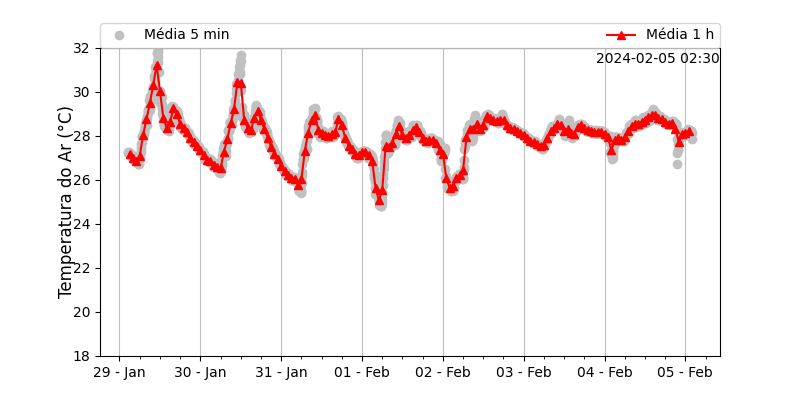 Média 5 min
Média 1 h
2024-02-05 02:30
Temperatura do Ar (°C)
32
30
28
26
24
22
20
18
29 - Jan
30 - Jan
31 - Jan
01 - Feb
02 - Feb
03 - Feb
04 - Feb
05 - Feb